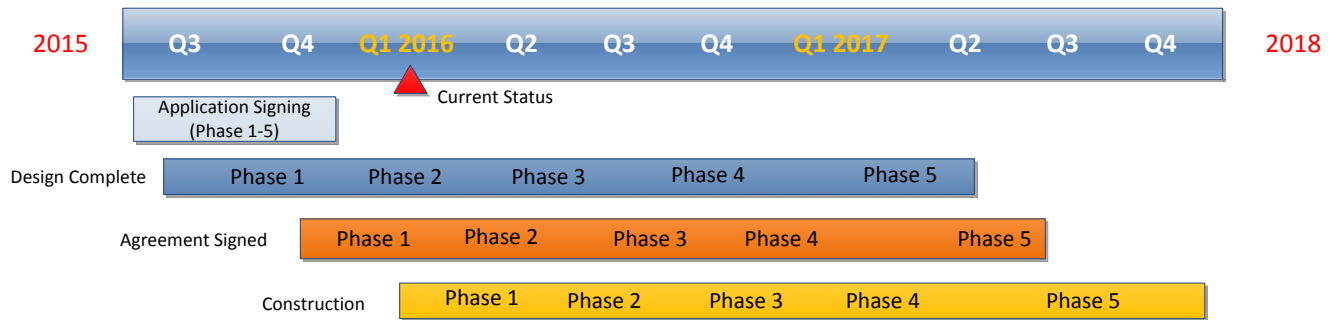 2015 Q3 Q4 Q1 2016 Q2 Q3 Q4 Q1 2017 Q2 Q3 Q4 2018
Current Status
Application Signing
(Phase 1-5)
Design Complete Phase 1 Phase 2 Phase 3 Phase 4 Phase 5
Agreement Signed Phase 1 Phase 2 Phase 3 Phase 4 Phase 5
Construction Phase 1 Phase 2 Phase 3 Phase 4 Phase 5